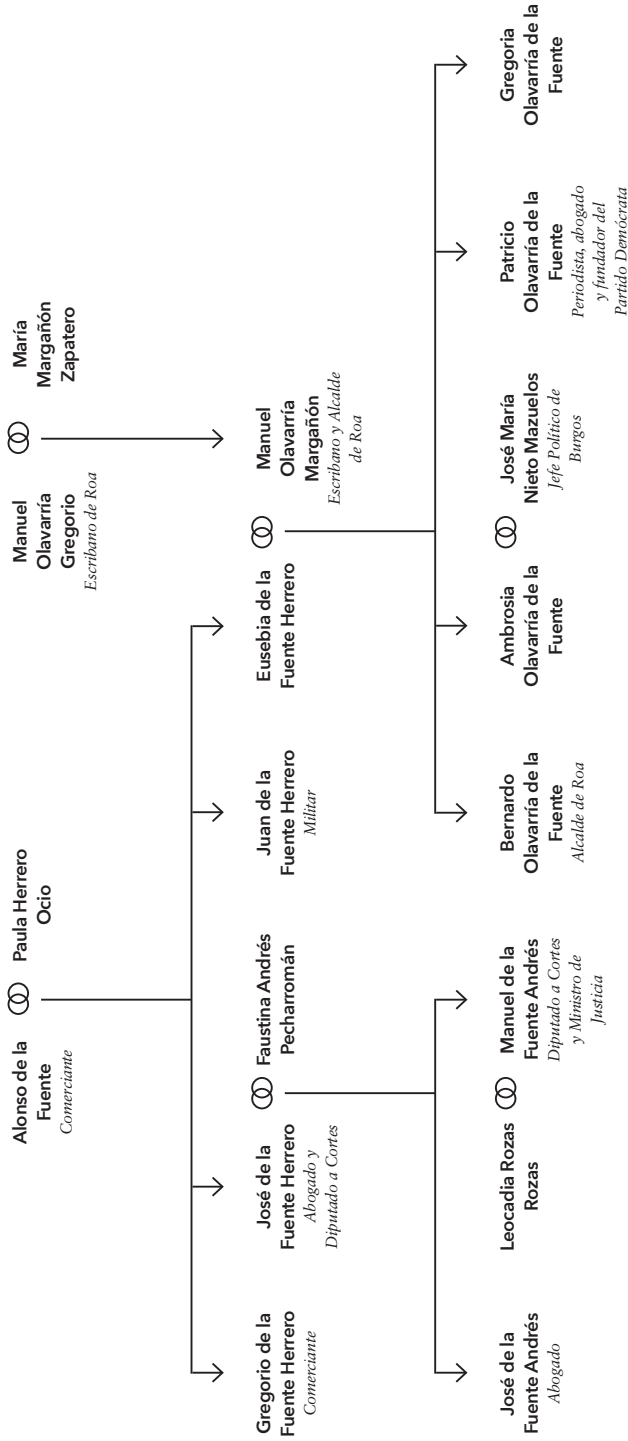 Alonso de la
Fuente
Comerciante
Paula Herrero
Ocio
Manuel
Olavarría
Gregorio
Escribano de Roa
María
Margañón
Zapatero
Gregorio de la
Fuente Herrero
Comerciante
José de la
Fuente Herrero
Abogado y
Diputado a Cortes
Faustina Andrés
Pecharromán
Juan de la
Fuente Herrero
Militar
Eusebia de la
Fuente Herrero
Manuel
Olavarría
Margañón
Escribano y Alcalde
de Roa
José de la
Fuente Andrés
Abogado
Leocadia Rozas
Rozas
Manuel de la
Fuente Andrés
Diputado a Cortes
y Ministro de
Justicia
Bernardo
Olavarría de la
Fuente
Alcalde de Roa
Ambrosia
Olavarría de la
Fuente
José María
Nieto Mazuelos
Jefe Político de
Burgos
Patricio
Olavarría de la
Fuente
Periodista, abogado
y fundador del
Partido Demócrata
Gregoria
Olavarría de la
Fuente